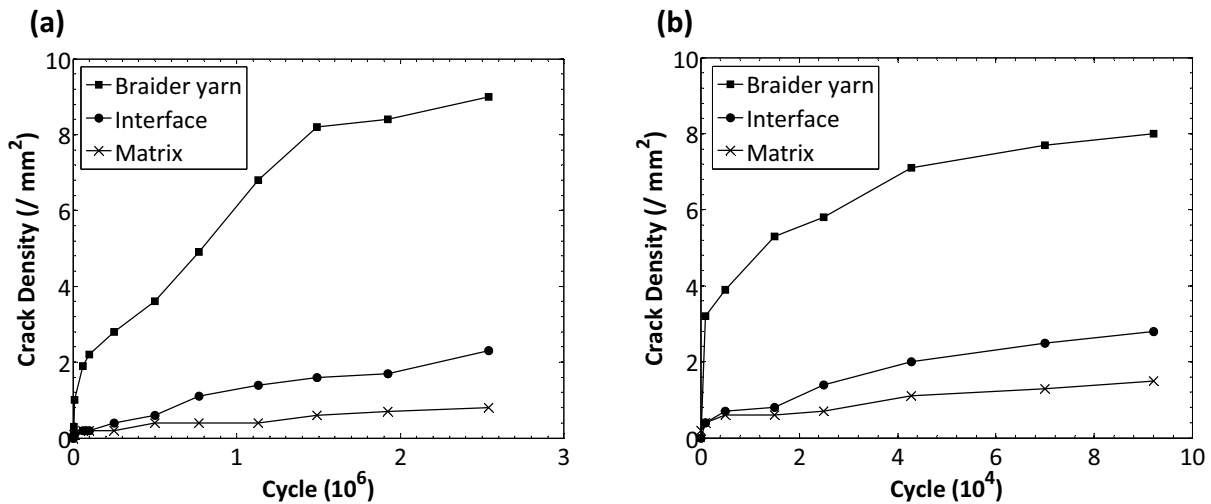 (a)
10
8
6
4
2
0
0 1 2 3
Crack Density (/ mm²)
Cycle (10⁶)
Braider yarn
Interface
Matrix
(b)
10
8
6
4
2
0
0 2 4 6 8 10
Crack Density (/ mm²)
Cycle (10⁴)
Braider yarn
Interface
Matrix